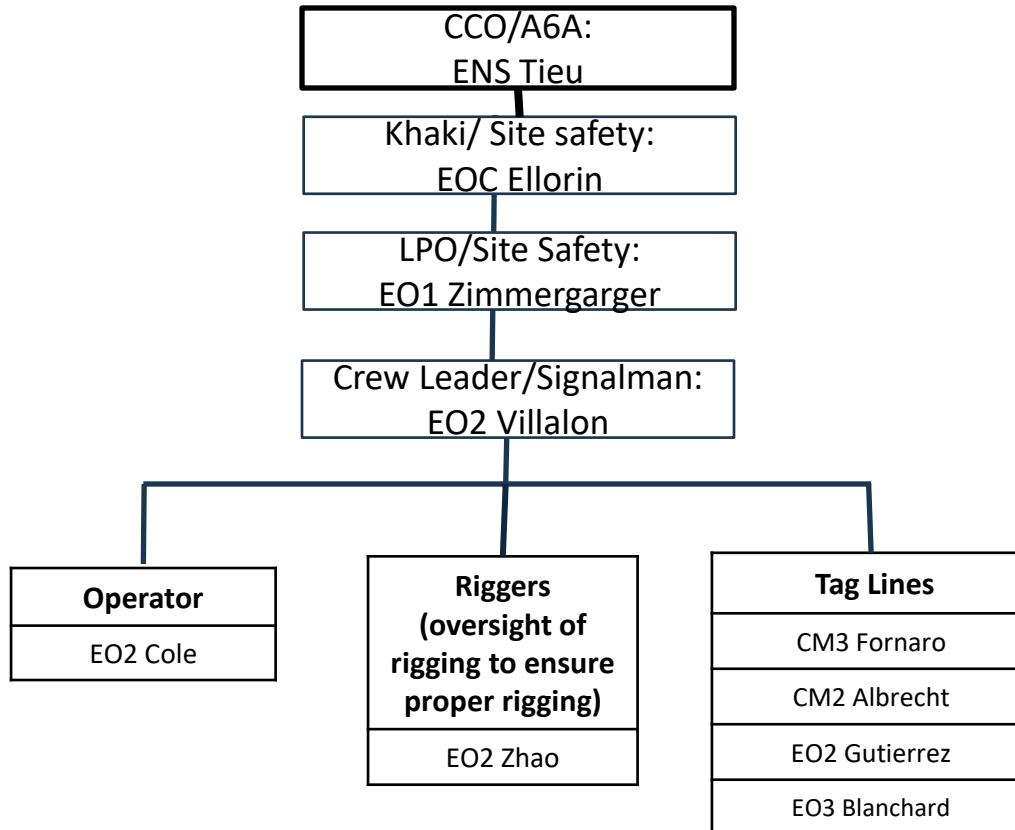 CCO/A6A:
ENS Tieu
Khaki/ Site safety:
EOC Ellorin
LPO/Site Safety:
EO1 Zimmergarger
Crew Leader/Signalman:
EO2 Villalon
Operator
EO2 Cole
Riggers
(oversight of
rigging to ensure
proper rigging)
EO2 Zhao
Tag Lines
CM3 Fornaro
CM2 Albrecht
EO2 Gutierrez
EO3 Blanchard